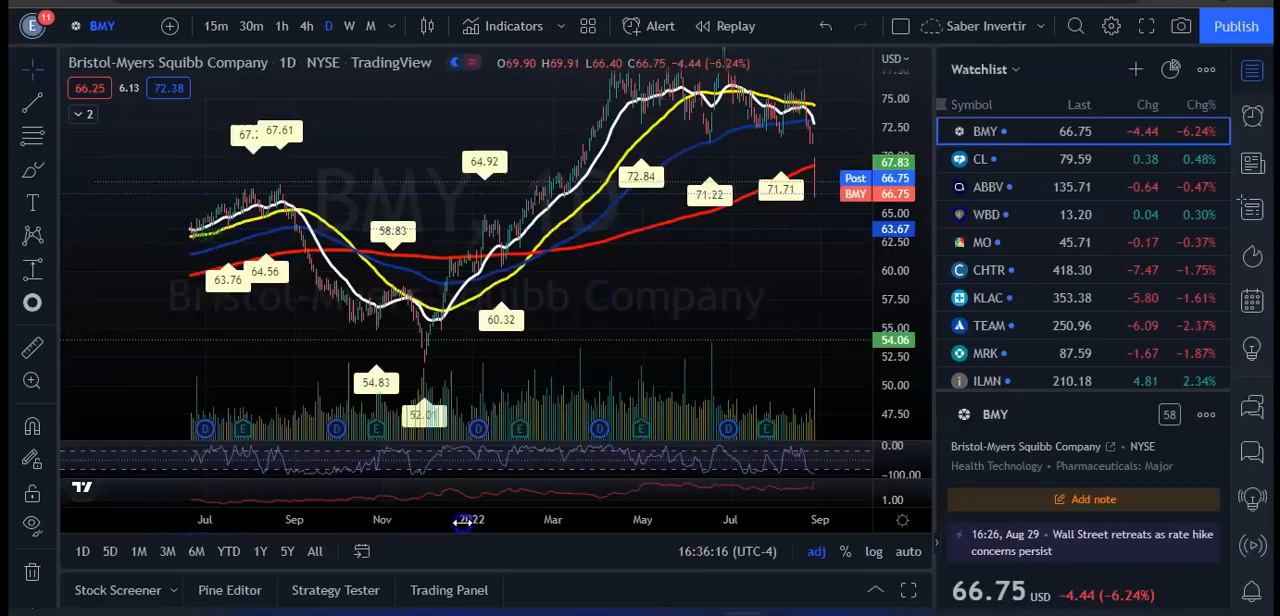 E 11 BMY 15m 30m 1h 4h D W M Indicators Alert Replay Saber Invertir Publish
Bristol-Myers Squibb Company · 1D · NYSE · TradingView O69.90 H69.91 L66.40 C66.75 −4.44 (−6.24%)
66.25 6.13 72.38
2
BMY, 1D
Bristol-Myers Squibb Company
67.61
64.92
58.83
63.76
64.56
54.83
52.01
60.32
72.84
71.22
71.71
USD
77.50
75.00
72.50
67.83
Post 66.75
BMY 66.75
65.00
63.67
62.50
60.00
57.50
55.00
54.06
52.50
50.00
47.50
0.00
−100.00
1.00
D E D E D E D E D E
Jul Sep Nov 2022 Mar May Jul Sep
1D 5D 1M 3M 6M YTD 1Y 5Y All 16:36:16 (UTC-4) adj % log auto
Stock Screener Pine Editor Strategy Tester Trading Panel
Watchlist
Symbol Last Chg Chg%
BMY 66.75 −4.44 −6.24%
CL 79.59 0.38 0.48%
ABBV 135.71 −0.64 −0.47%
WBD 13.20 0.04 0.30%
MO 45.71 −0.17 −0.37%
CHTR 418.30 −7.47 −1.75%
KLAC 353.38 −5.80 −1.61%
TEAM 250.96 −6.09 −2.37%
MRK 87.59 −1.67 −1.87%
ILMN 210.18 4.81 2.34%
BMY 58
Bristol-Myers Squibb Company · NYSE
Health Technology · Pharmaceuticals: Major
Add note
16:26, Aug 29 · Wall Street retreats as rate hike
concerns persist
66.75 USD −4.44 (−6.24%)